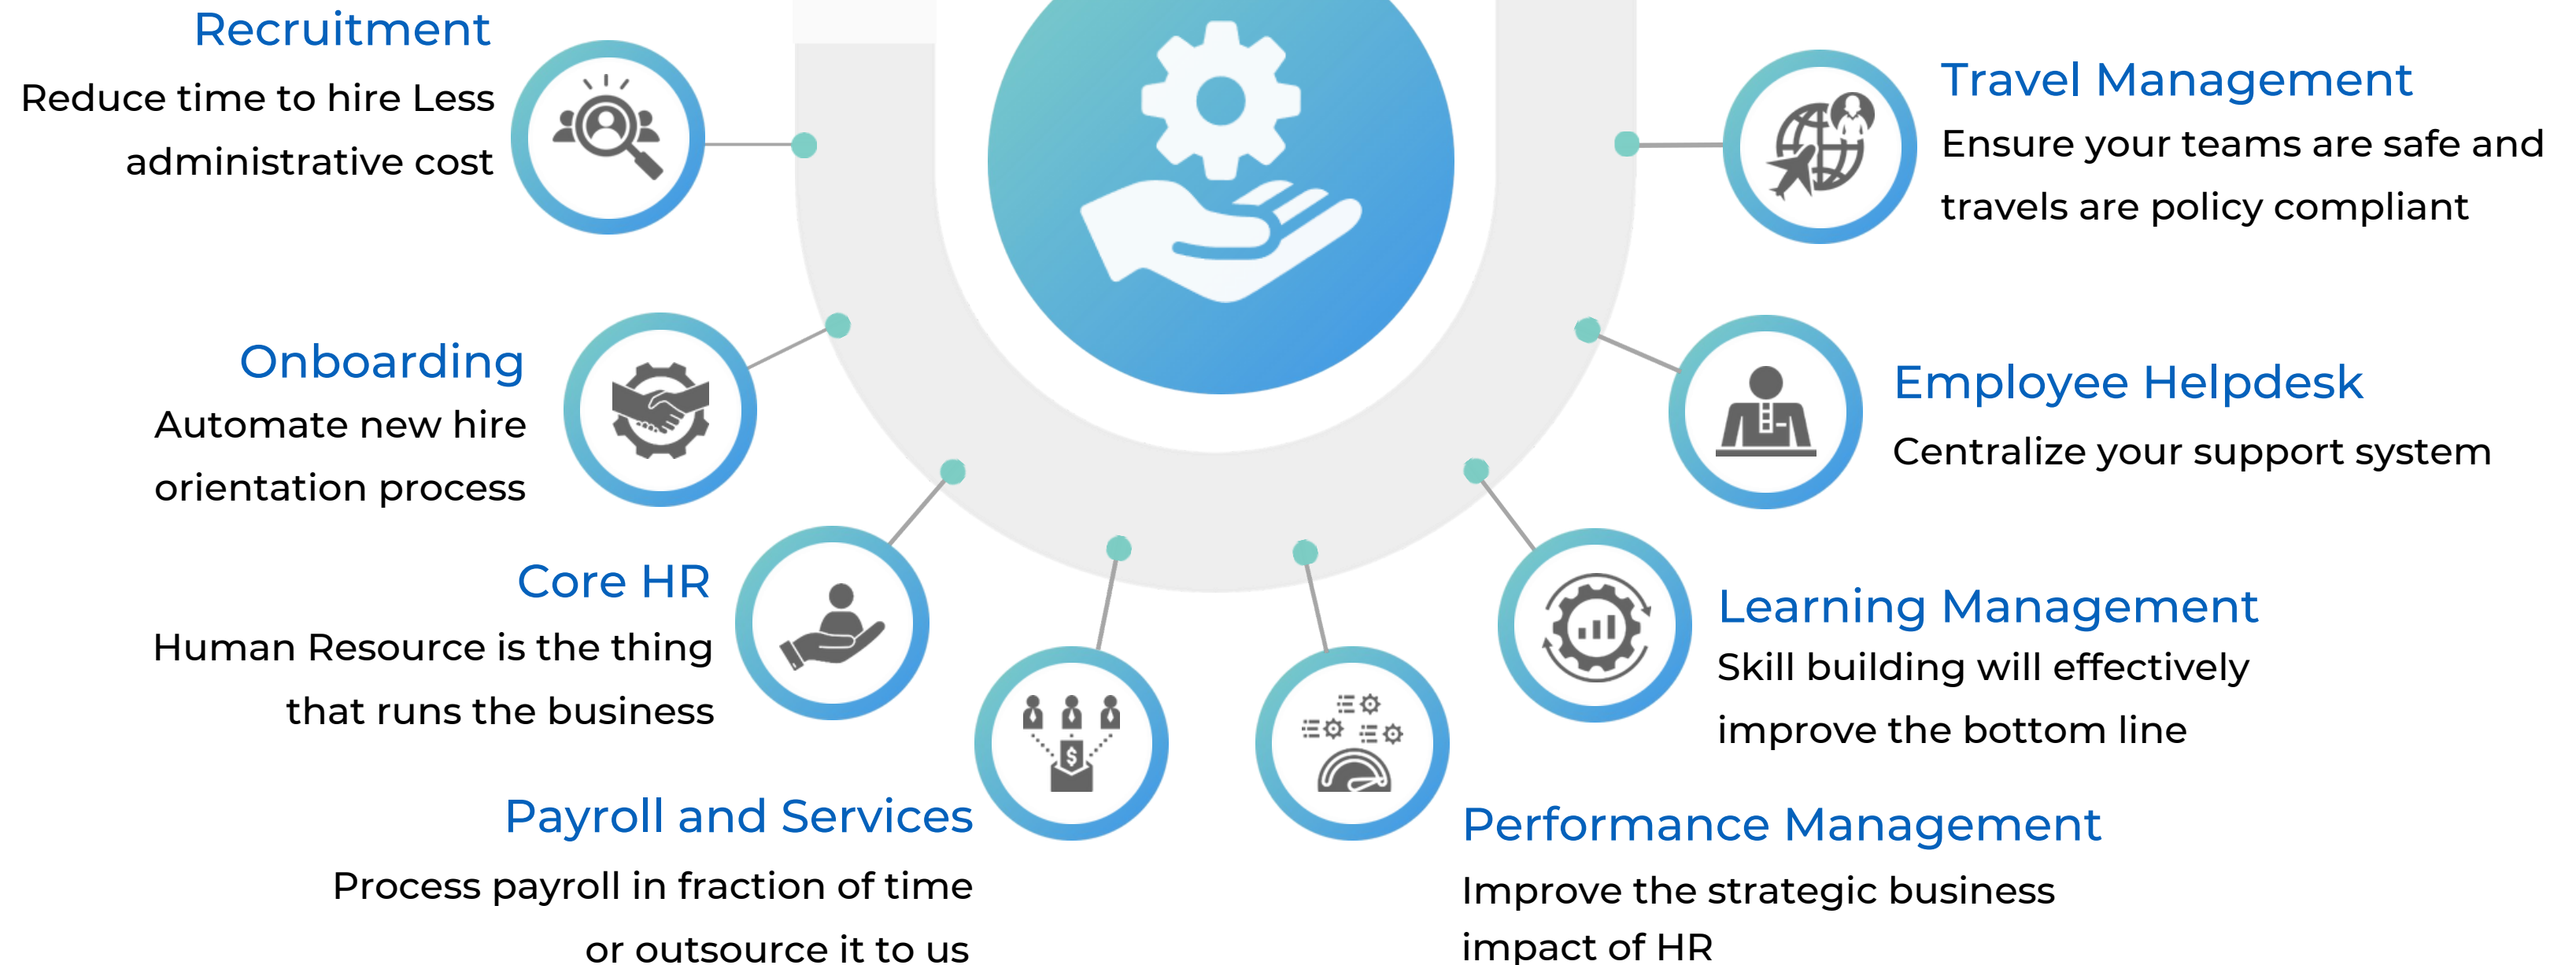 Recruitment
Reduce time to hire Less
administrative cost
Onboarding
Automate new hire
orientation process
Core HR
Human Resource is the thing
that runs the business
Payroll and Services
Process payroll in fraction of time
or outsource it to us
Travel Management
Ensure your teams are safe and
travels are policy compliant
Employee Helpdesk
Centralize your support system
Learning Management
Skill building will effectively
improve the bottom line
Performance Management
Improve the strategic business
impact of HR
$